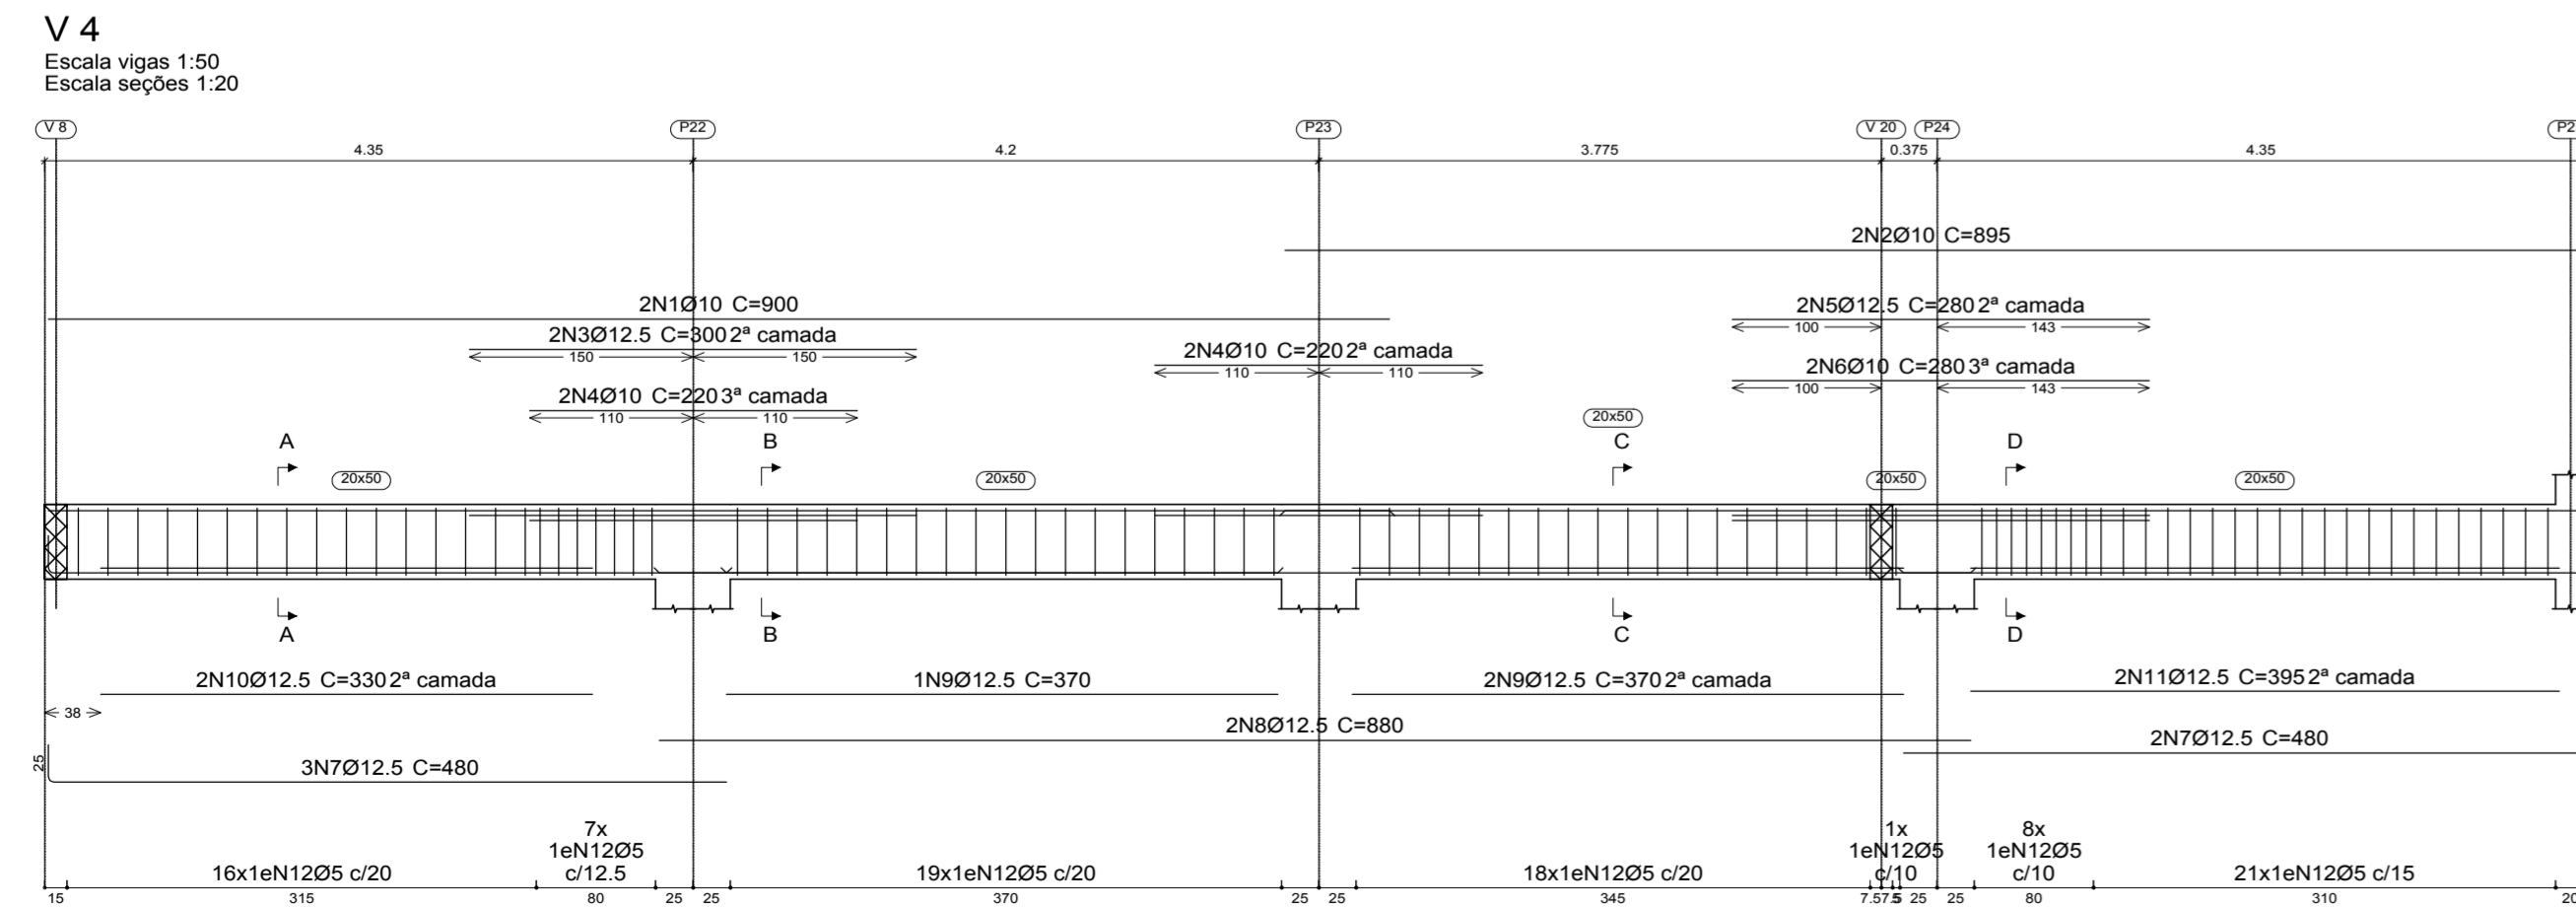 V 4
Escala vigas 1:50
Escala seções 1:20
V 8
P22
P23
V 20
P24
4.35
4.2
3.775
0.375
4.35
2N2Ø10 C=895
2N1Ø10 C=900
2N5Ø12.5 C=280 2ª camada
100
143
2N3Ø12.5 C=300 2ª camada
150
150
2N4Ø10 C=220 2ª camada
110
110
2N6Ø10 C=280 3ª camada
100
143
2N4Ø10 C=220 3ª camada
110
110
20x50
A
B
C
D
20x50
20x50
20x50
20x50
A
B
C
D
2N10Ø12.5 C=330 2ª camada
1N9Ø12.5 C=370
2N9Ø12.5 C=370 2ª camada
2N11Ø12.5 C=395 2ª camada
38
2N8Ø12.5 C=880
2N7Ø12.5 C=480
25
3N7Ø12.5 C=480
16x1eN12Ø5 c/20
7x
1eN12Ø5
c/12.5
19x1eN12Ø5 c/20
18x1eN12Ø5 c/20
1x
1eN12Ø5
c/10
8x
1eN12Ø5
c/10
21x1eN12Ø5 c/15
15
315
80
25
25
370
25
25
345
7.5
25
25
80
310
20